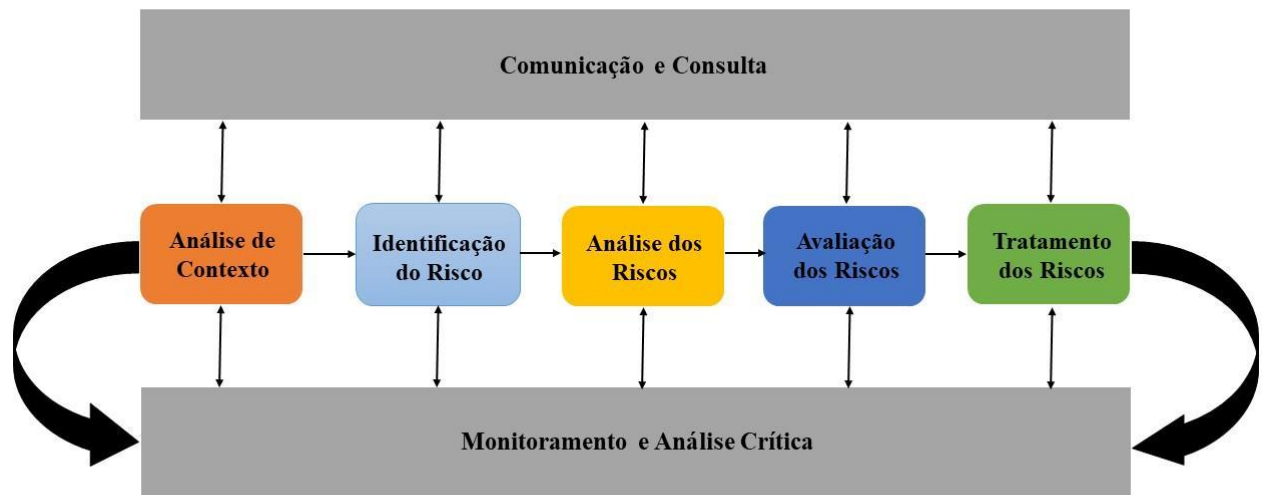 Comunicação e Consulta
Análise de
Contexto
Identificação
do Risco
Análise dos
Riscos
Avaliação
dos Riscos
Tratamento
dos Riscos
Monitoramento e Análise Crítica